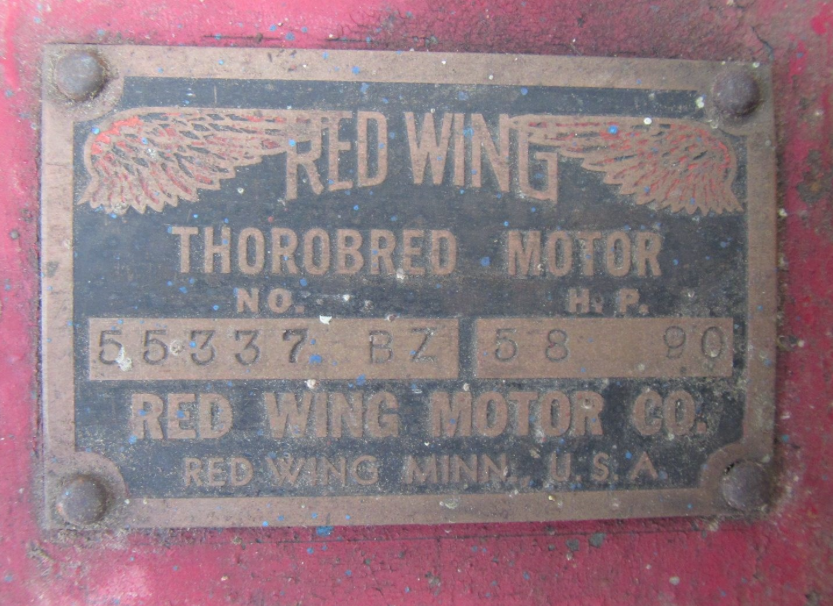 RED WING
THOROBRED MOTOR
NO. H. P.
55337 BZ 58 90
RED WING MOTOR CO.
RED WING MINN., U. S. A.